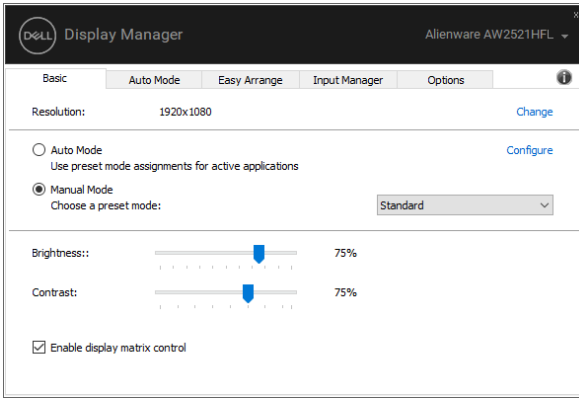 DELL Display Manager Alienware AW2521HFL
Basic Auto Mode Easy Arrange Input Manager Options
Resolution: 1920x1080 Change
Auto Mode Configure
Use preset mode assignments for active applications
Manual Mode
Choose a preset mode: Standard
Brightness:: 75%
Contrast: 75%
Enable display matrix control